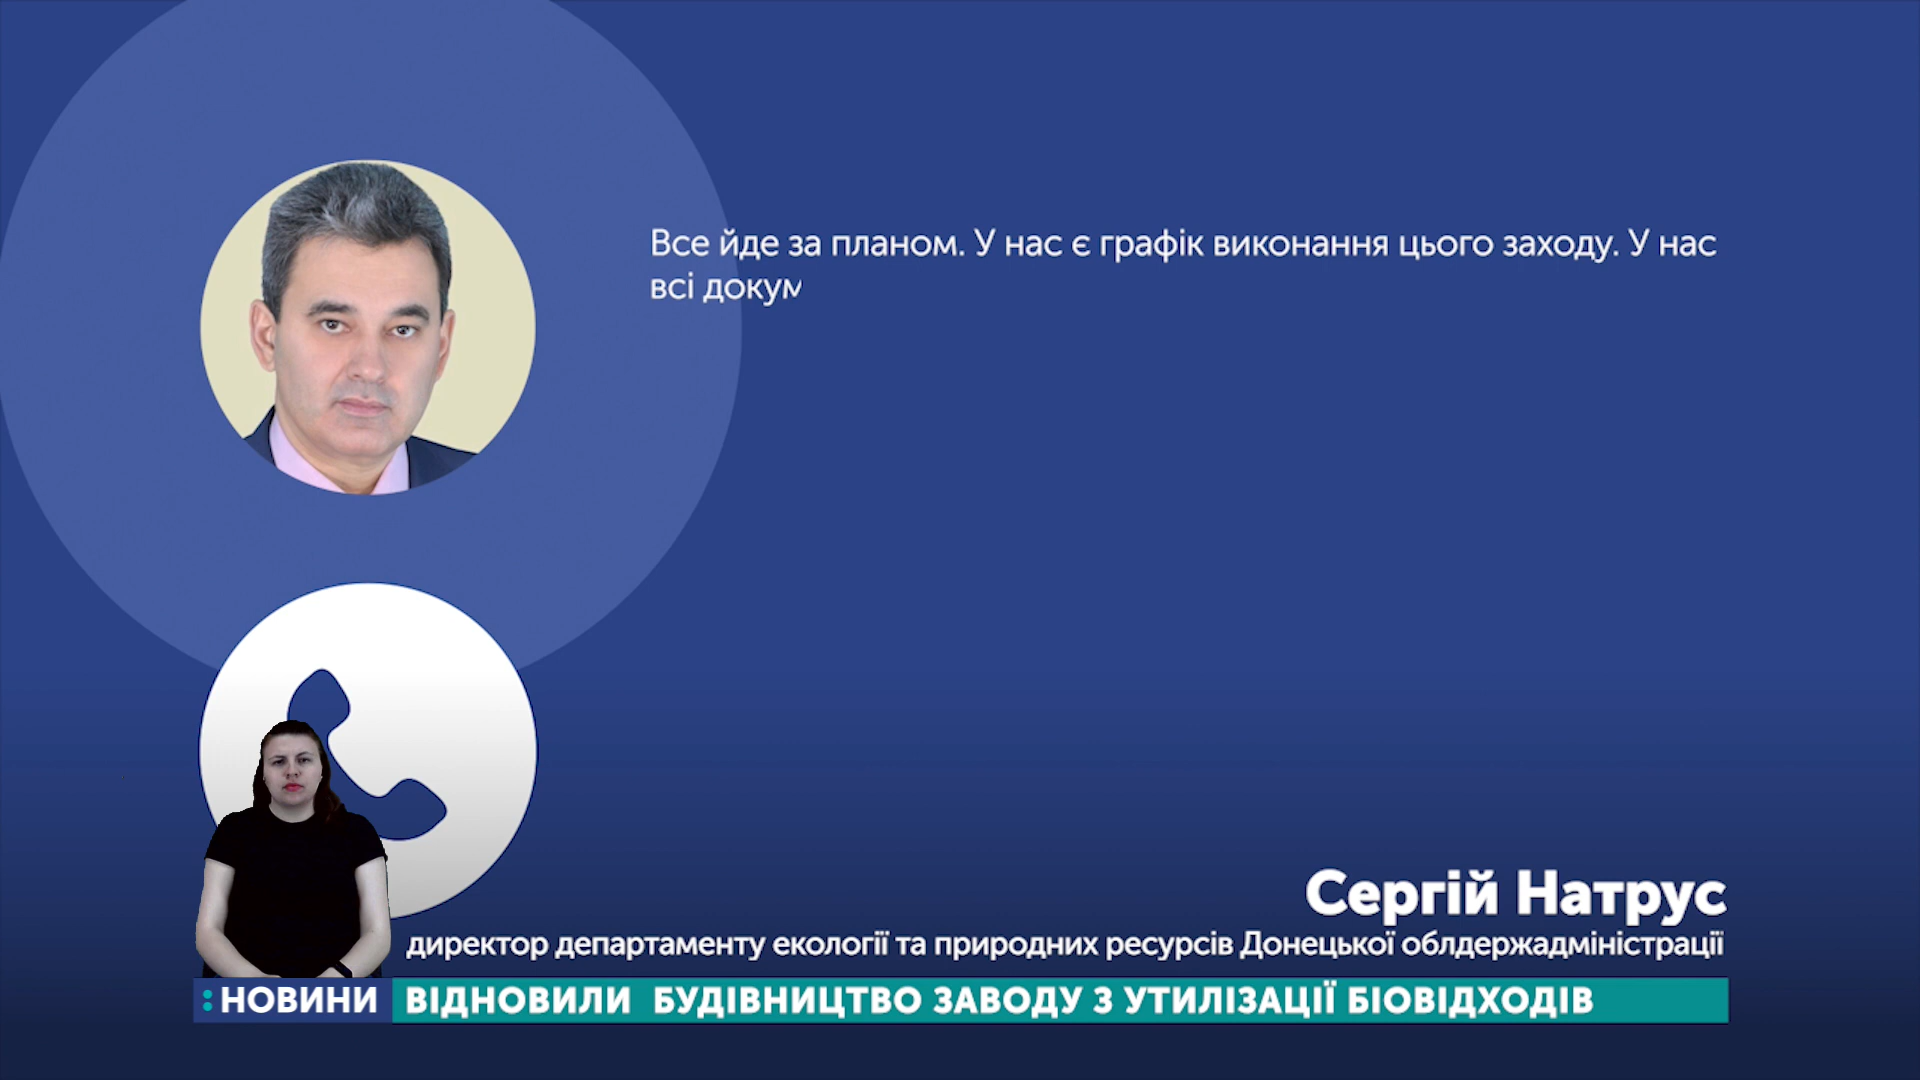 Все йде за планом. У нас є графік виконання цього заходу. У нас
всі докум
Сергій Натрус
директор департаменту екології та природних ресурсів Донецької облдержадміністрації
:НОВИНИ ВІДНОВИЛИ БУДІВНИЦТВО ЗАВОДУ З УТИЛІЗАЦІЇ БІОВІДХОДІВ